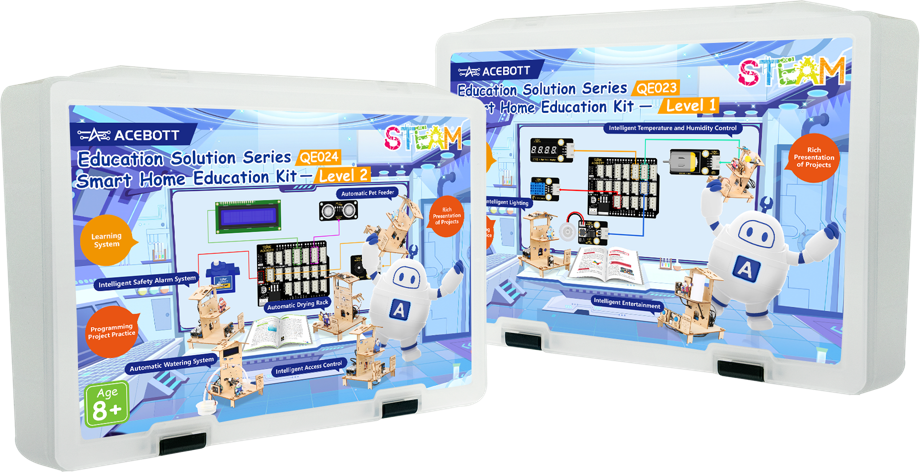 ACEBOTT
STEAM
Education Solution Series QE024
Smart Home Education Kit — Level 2
Automatic Pet Feeder
Rich
Presentation
of Projects
Learning
System
Intelligent Safety Alarm System
Automatic Drying Rack
Programming
Project Practice
Automatic Watering System
Intelligent Access Control
Age
8+
A
ACEBOTT
STEAM
Education Solution Series QE023
art Home Education Kit — Level 1
Intelligent Temperature and Humidity Control
Rich
Presentation
of Projects
Intelligent Lighting
Intelligent Entertainment
A